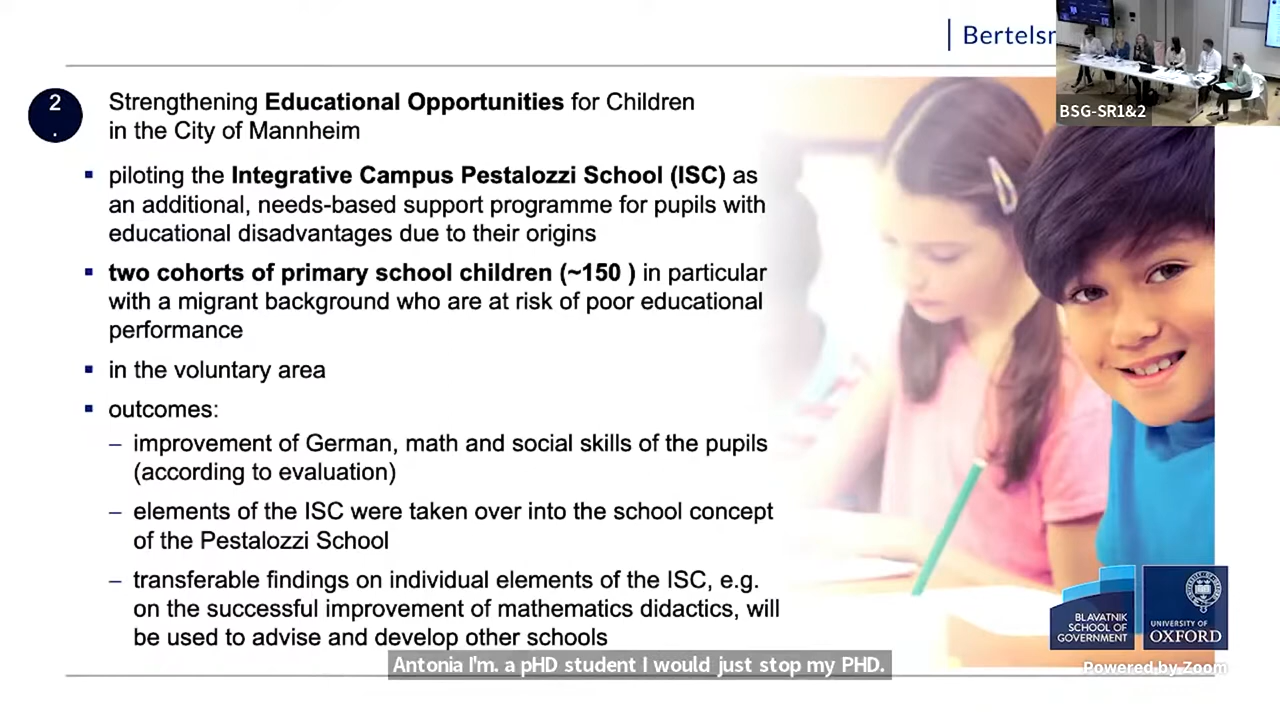 Bertelsm
BSG-SR1&2
2
.
Strengthening Educational Opportunities for Children
in the City of Mannheim
▪ piloting the Integrative Campus Pestalozzi School (ISC) as
an additional, needs-based support programme for pupils with
educational disadvantages due to their origins
▪ two cohorts of primary school children (~150 ) in particular
with a migrant background who are at risk of poor educational
performance
▪ in the voluntary area
▪ outcomes:
– improvement of German, math and social skills of the pupils
(according to evaluation)
– elements of the ISC were taken over into the school concept
of the Pestalozzi School
– transferable findings on individual elements of the ISC, e.g.
on the successful improvement of mathematics didactics, will
be used to advise and develop other schools
BLAVATNIK
SCHOOL OF
GOVERNMENT
UNIVERSITY OF
OXFORD
Antonia I'm. a pHD student I would just stop my PHD.
Powered by Zoom